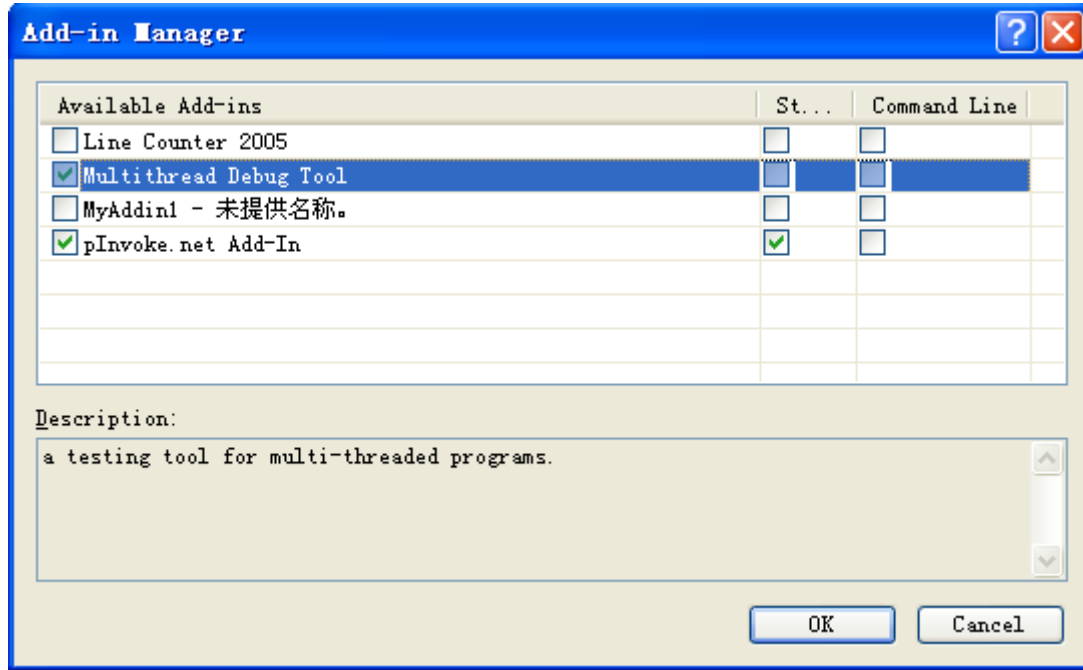 Add-in Manager
Available Add-ins St... Command Line
Line Counter 2005
Multithread Debug Tool
MyAddin1 - 未提供名称。
pInvoke.net Add-In
Description:
a testing tool for multi-threaded programs.
OK Cancel